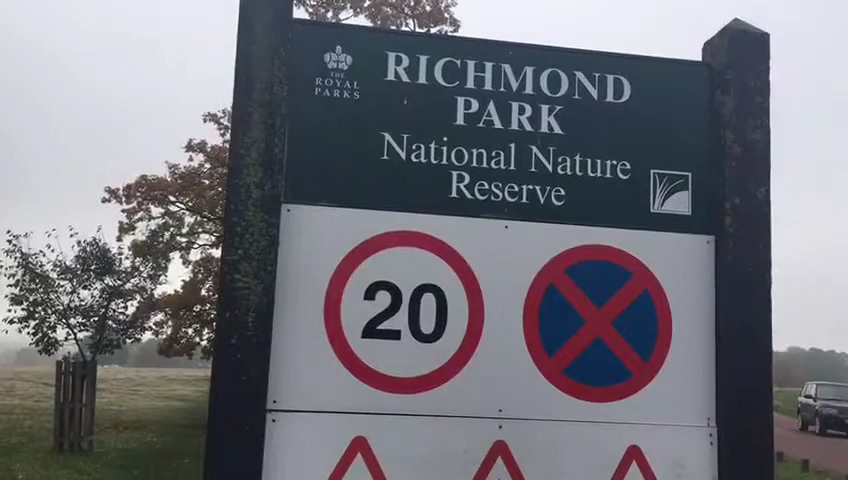 THE
ROYAL
PARKS
RICHMOND
PARK
National Nature
Reserve
20